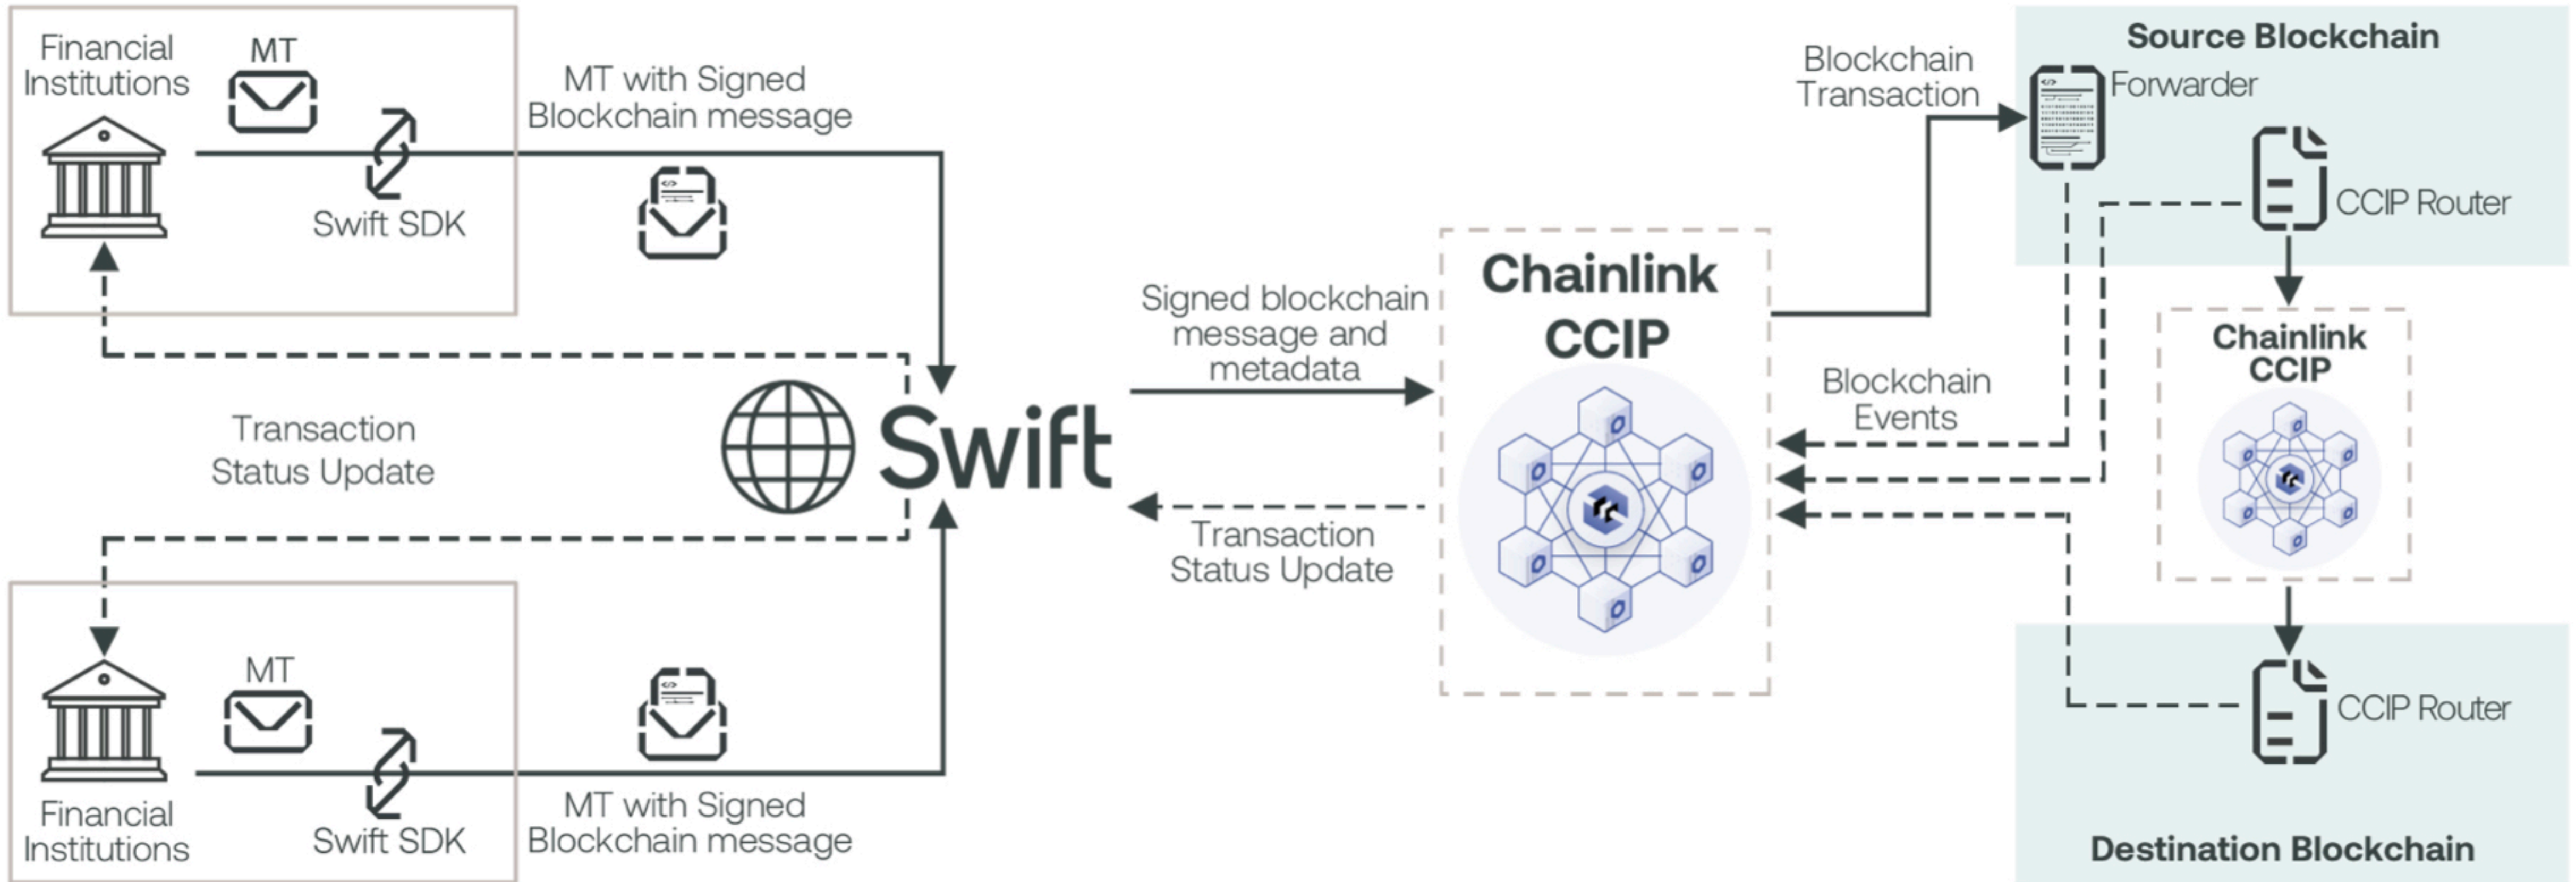 Financial
Institutions
MT
Swift SDK
MT with Signed
Blockchain message
Transaction
Status Update
Swift
Financial
Institutions
MT
Swift SDK
MT with Signed
Blockchain message
Signed blockchain
message and
metadata
Transaction
Status Update
Chainlink
CCIP
Blockchain
Transaction
Blockchain
Events
Source Blockchain
Forwarder
CCIP Router
Chainlink
CCIP
CCIP Router
Destination Blockchain